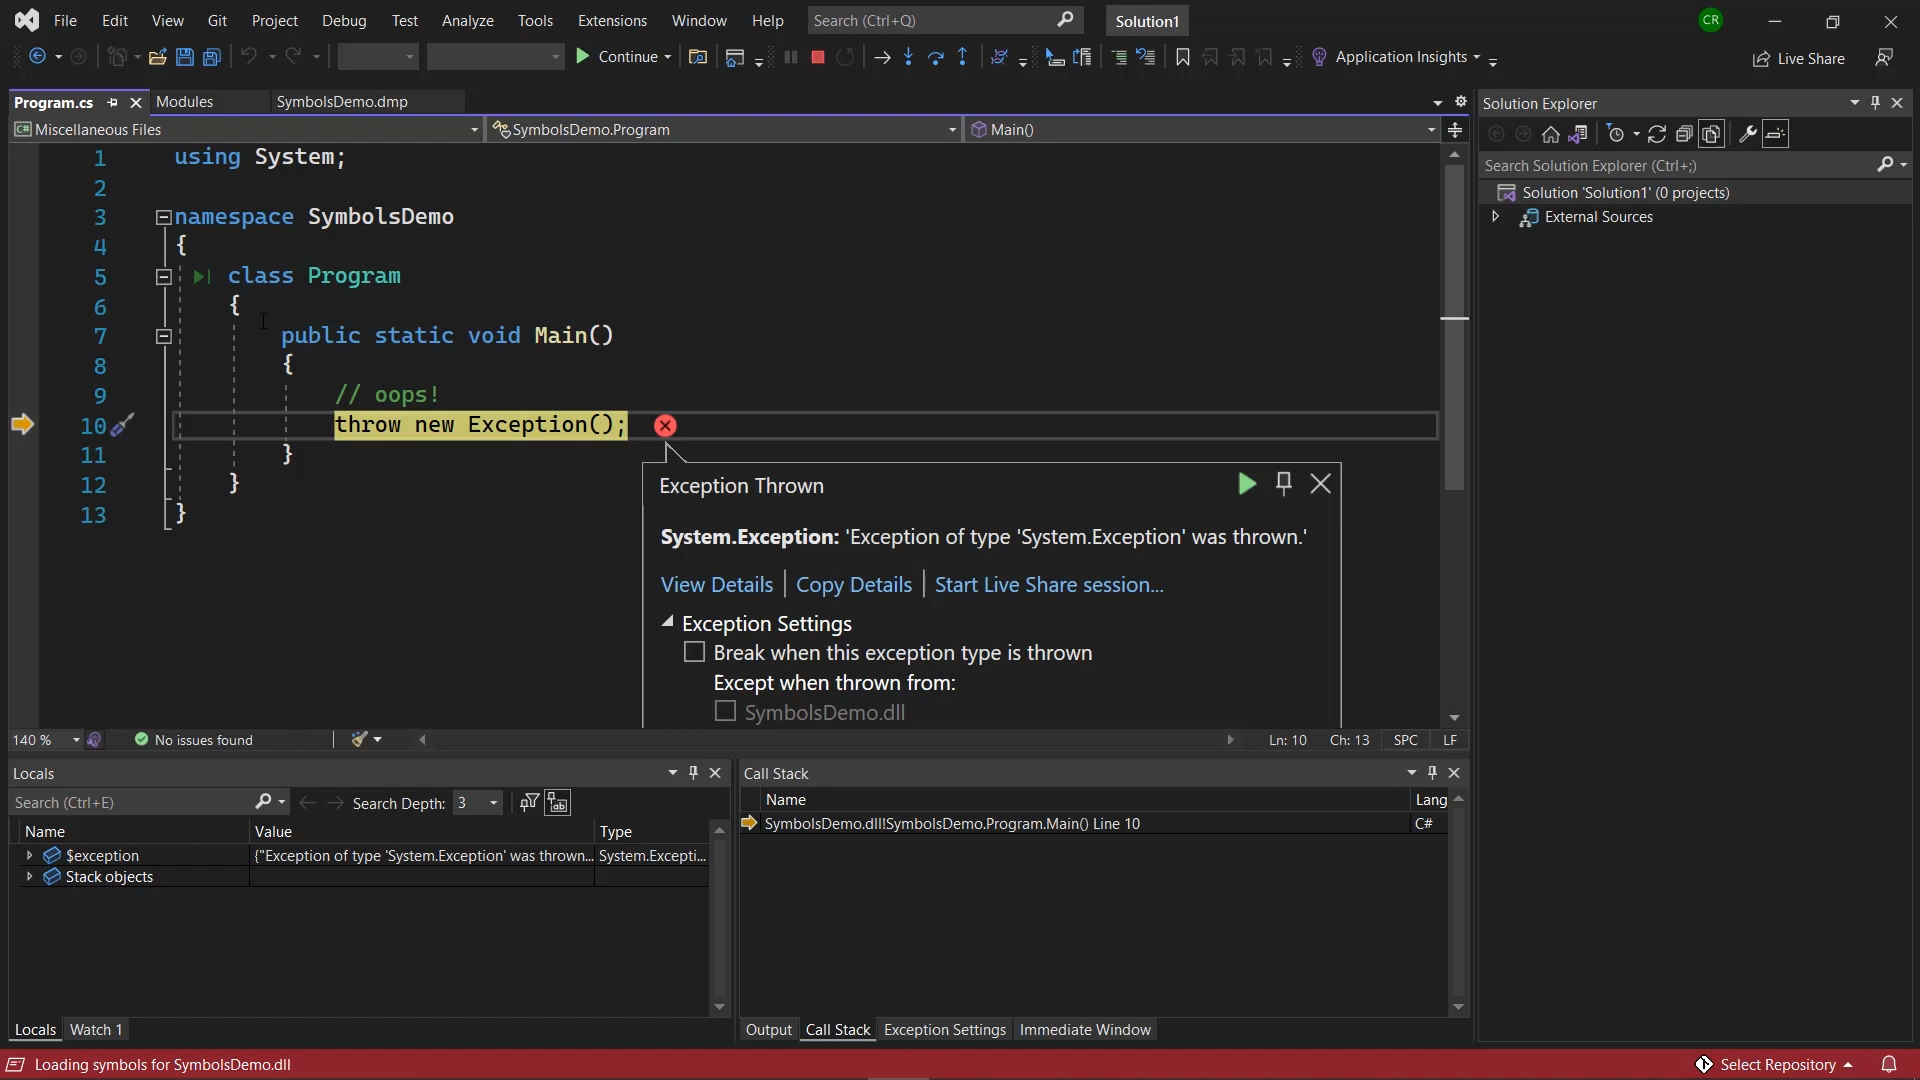 File Edit View Git Project Debug Test Analyze Tools Extensions Window Help Search (Ctrl+Q) Solution1 CR
Continue Application Insights Live Share
Program.cs Modules SymbolsDemo.dmp
C# Miscellaneous Files SymbolsDemo.Program Main()
1 using System;
2
3 namespace SymbolsDemo
4 {
5 class Program
6 {
7 public static void Main()
8 {
9 // oops!
10 throw new Exception();
11 }
12 }
13 }
Exception Thrown
System.Exception: 'Exception of type 'System.Exception' was thrown.'
View Details | Copy Details | Start Live Share session...
Exception Settings
Break when this exception type is thrown
Except when thrown from:
SymbolsDemo.dll
140 % No issues found Ln: 10 Ch: 13 SPC LF
Solution Explorer
Search Solution Explorer (Ctrl+;)
Solution 'Solution1' (0 projects)
External Sources
Locals
Search (Ctrl+E) Search Depth: 3
Name Value Type
$exception {"Exception of type 'System.Exception' was thrown... System.Excepti...
Stack objects
Locals Watch 1
Call Stack
Name Lang
SymbolsDemo.dll!SymbolsDemo.Program.Main() Line 10 C#
Output Call Stack Exception Settings Immediate Window
Loading symbols for SymbolsDemo.dll Select Repository